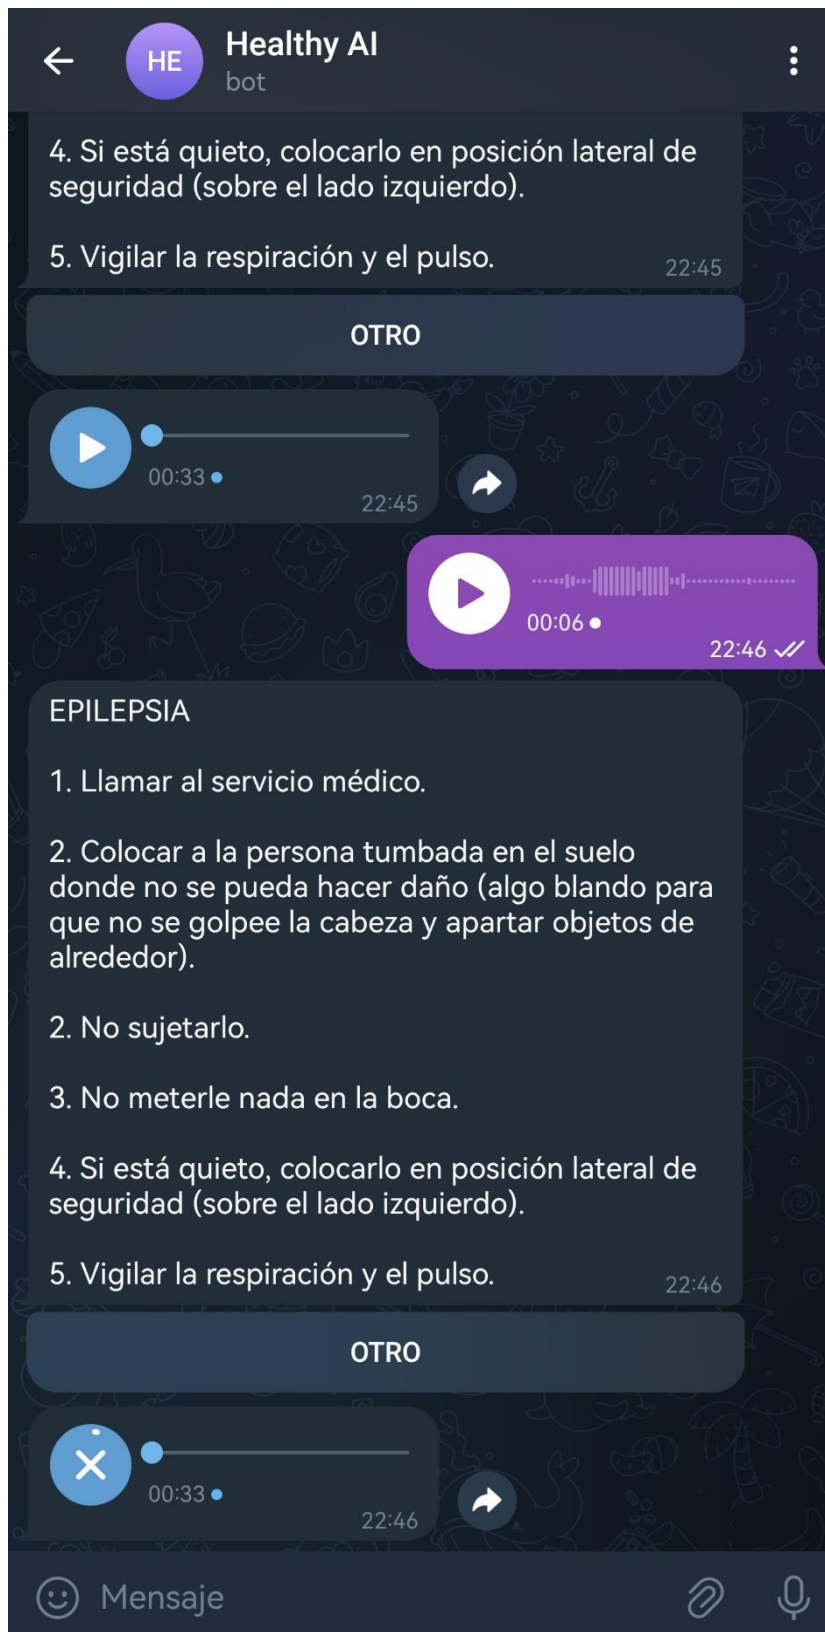 HE
Healthy AI
bot
4. Si está quieto, colocarlo en posición lateral de
seguridad (sobre el lado izquierdo).
5. Vigilar la respiración y el pulso.
22:45
OTRO
00:33
22:45
00:06
22:46
EPILEPSIA
1. Llamar al servicio médico.
2. Colocar a la persona tumbada en el suelo
donde no se pueda hacer daño (algo blando para
que no se golpee la cabeza y apartar objetos de
alrededor).
2. No sujetarlo.
3. No meterle nada en la boca.
4. Si está quieto, colocarlo en posición lateral de
seguridad (sobre el lado izquierdo).
5. Vigilar la respiración y el pulso.
22:46
OTRO
00:33
22:46
Mensaje